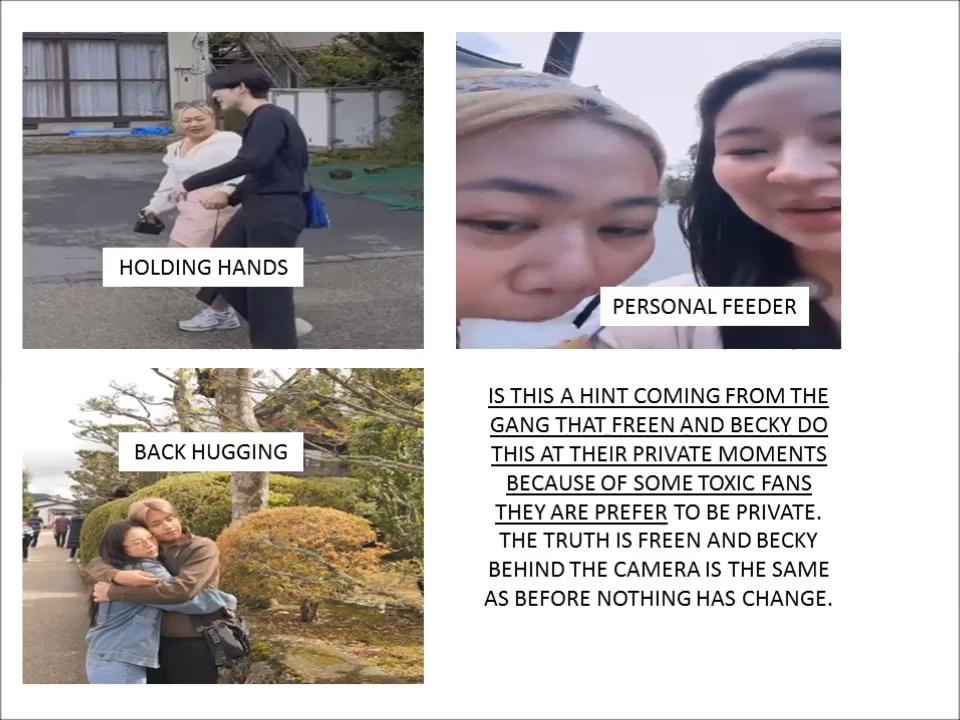 HOLDING HANDS
PERSONAL FEEDER
BACK HUGGING
IS THIS A HINT COMING FROM THE
GANG THAT FREEN AND BECKY DO
THIS AT THEIR PRIVATE MOMENTS
BECAUSE OF SOME TOXIC FANS
THEY ARE PREFER TO BE PRIVATE.
THE TRUTH IS FREEN AND BECKY
BEHIND THE CAMERA IS THE SAME
AS BEFORE NOTHING HAS CHANGE.